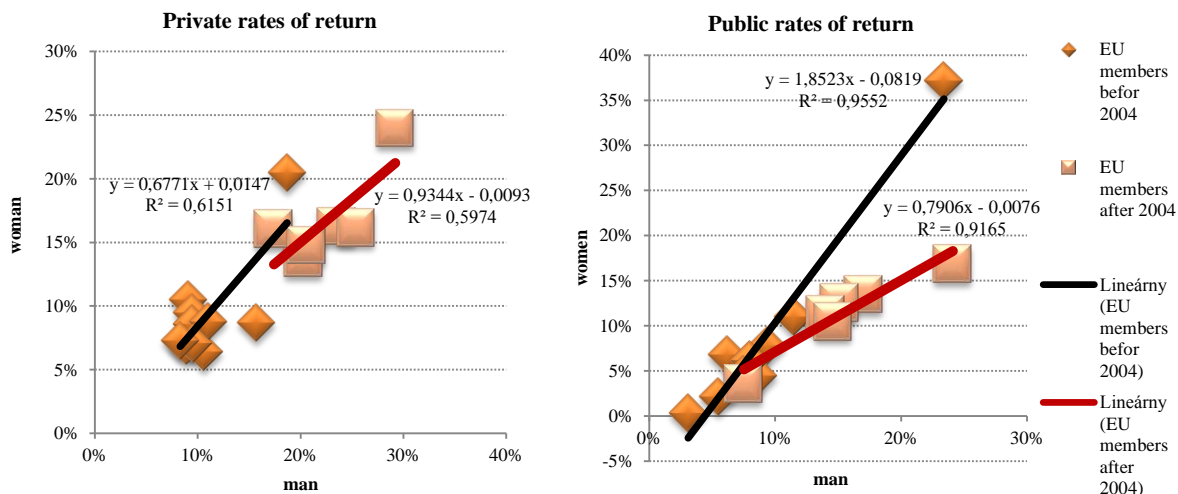 Private rates of return
30%
25%
20%
15%
10%
5%
0%
0%
10%
20%
30%
40%
woman
man
y = 0,6771x + 0,0147
R² = 0,6151
y = 0,9344x - 0,0093
R² = 0,5974
Public rates of return
40%
35%
30%
25%
20%
15%
10%
5%
0%
-5%
0%
10%
20%
30%
women
man
y = 1,8523x - 0,0819
R² = 0,9552
y = 0,7906x - 0,0076
R² = 0,9165
EU
members
befor
2004
EU
members
after 2004
Lineárny
(EU
members
befor
2004)
Lineárny
(EU
members
after
2004)